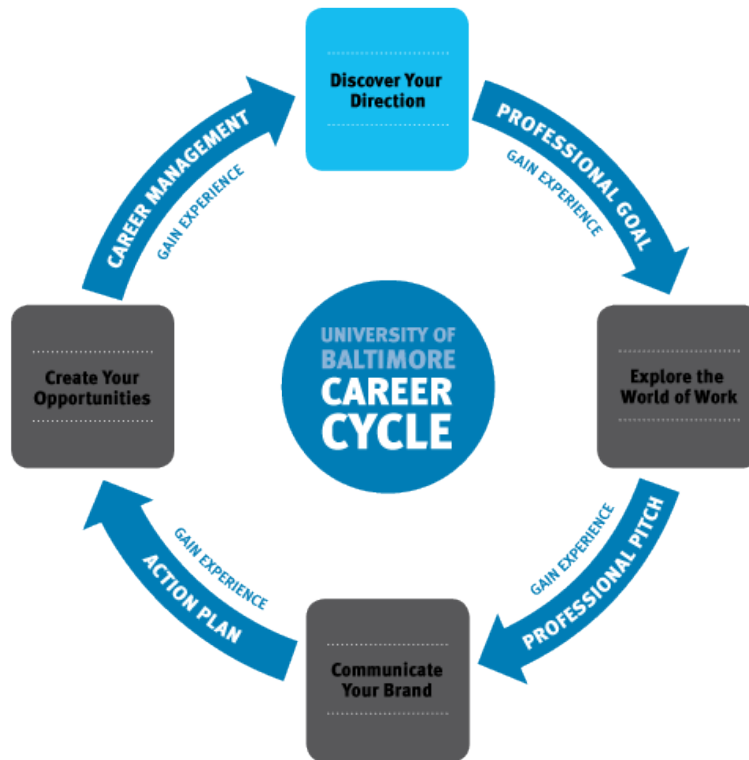 Discover Your
Direction
PROFESSIONAL GOAL
GAIN EXPERIENCE
Explore the
World of Work
PROFESSIONAL PITCH
GAIN EXPERIENCE
Communicate
Your Brand
ACTION PLAN
GAIN EXPERIENCE
Create Your
Opportunities
CAREER MANAGEMENT
GAIN EXPERIENCE
UNIVERSITY OF
BALTIMORE
CAREER
CYCLE